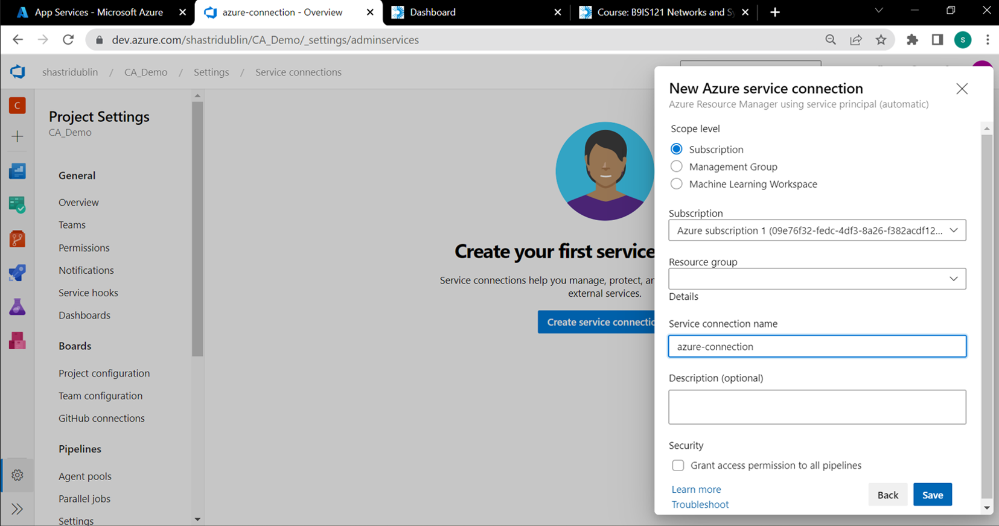 App Services - Microsoft Azure
azure-connection - Overview
Dashboard
Course: B9IS121 Networks and Sy
dev.azure.com/shastridublin/CA_Demo/_settings/adminservices
s
shastridublin / CA_Demo / Settings / Service connections
C
Project Settings
CA_Demo
General
Overview
Teams
Permissions
Notifications
Service hooks
Dashboards
Boards
Project configuration
Team configuration
GitHub connections
Pipelines
Agent pools
Parallel jobs
Settings
Create your first service
Service connections help you manage, protect, an
external services.
Create service connectio
New Azure service connection
Azure Resource Manager using service principal (automatic)
Scope level
Subscription
Management Group
Machine Learning Workspace
Subscription
Azure subscription 1 (09e76f32-fedc-4df3-8a26-f382acdf12...
Resource group
Details
Service connection name
azure-connection
Description (optional)
Security
Grant access permission to all pipelines
Learn more
Troubleshoot
Back
Save